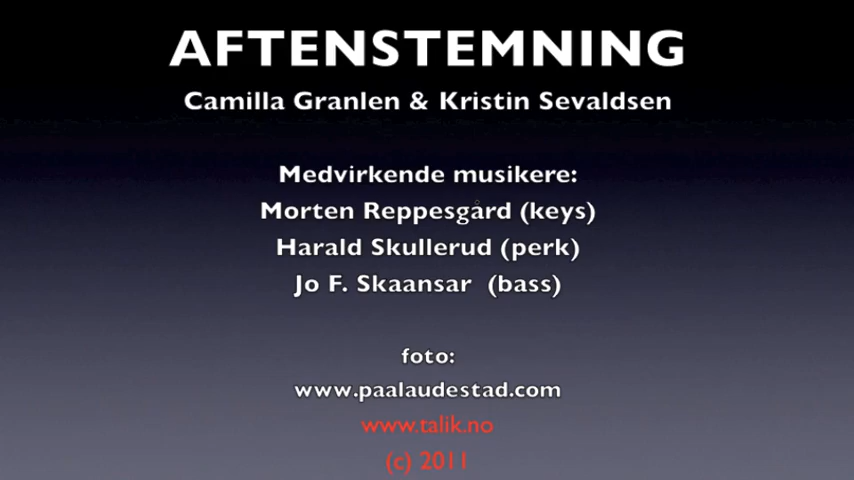 AFTENSTEMNING
Camilla Granlen & Kristin Sevaldsen
Medvirkende musikere:
Morten Reppesgård (keys)
Harald Skullerud (perk)
Jo F. Skaansar (bass)
foto:
www.paalaudestad.com
www.talik.no
(c) 2011